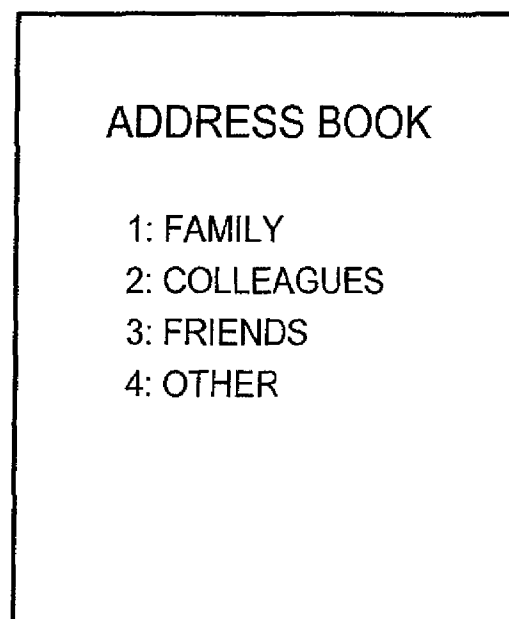 ADDRESS BOOK
1: FAMILY
2: COLLEAGUES
3: FRIENDS
4: OTHER